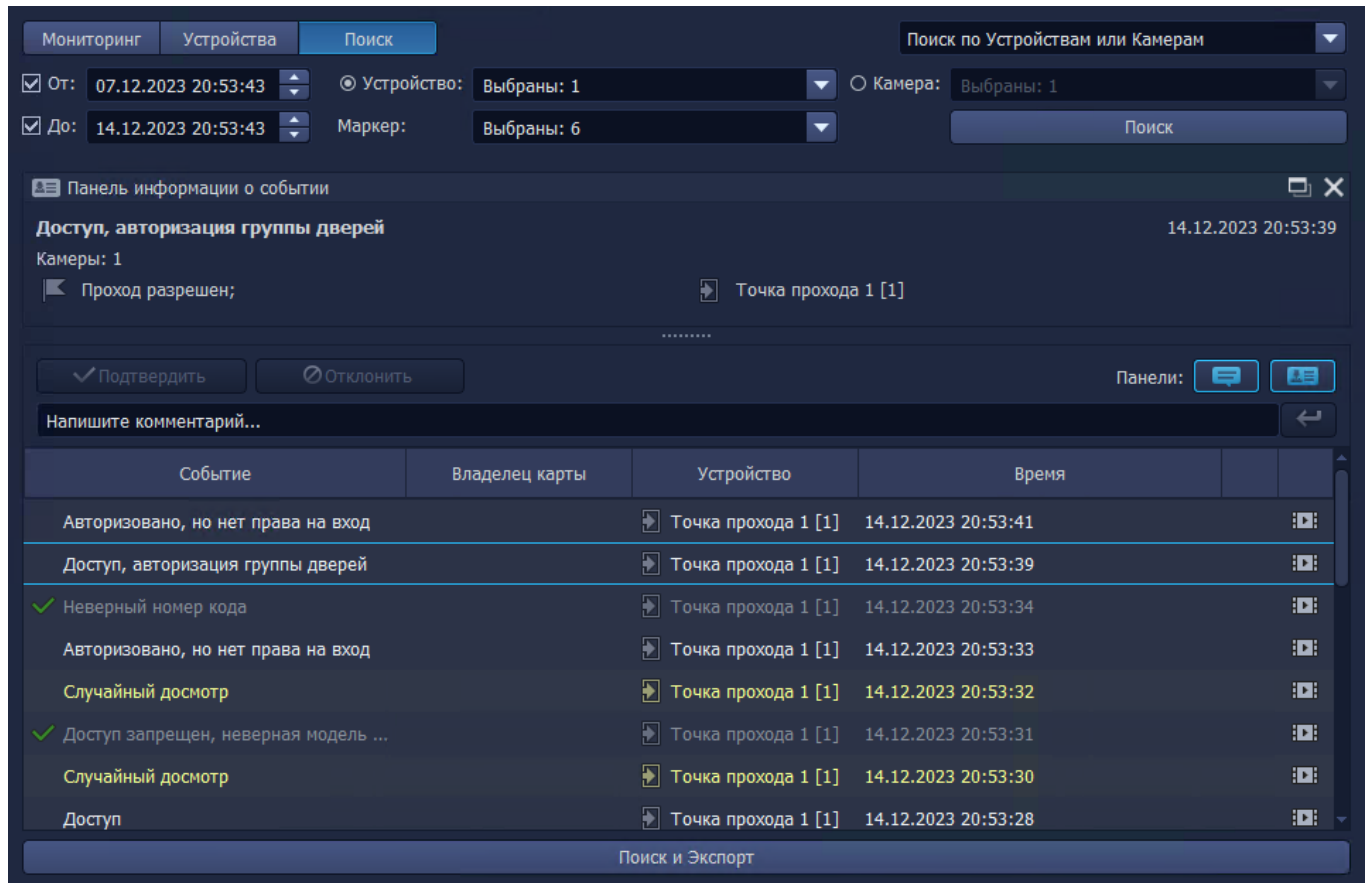 Мониторинг Устройства Поиск Поиск по Устройствам или Камерам
От: 07.12.2023 20:53:43 Устройство: Выбраны: 1 Камера: Выбраны: 1
До: 14.12.2023 20:53:43 Маркер: Выбраны: 6 Поиск
Панель информации о событии
Доступ, авторизация группы дверей 14.12.2023 20:53:39
Камеры: 1
Проход разрешен; Точка прохода 1 [1]
Подтвердить Отклонить Панели:
Напишите комментарий...
Событие Владелец карты Устройство Время
Авторизовано, но нет права на вход Точка прохода 1 [1] 14.12.2023 20:53:41
Доступ, авторизация группы дверей Точка прохода 1 [1] 14.12.2023 20:53:39
Неверный номер кода Точка прохода 1 [1] 14.12.2023 20:53:34
Авторизовано, но нет права на вход Точка прохода 1 [1] 14.12.2023 20:53:33
Случайный досмотр Точка прохода 1 [1] 14.12.2023 20:53:32
Доступ запрещен, неверная модель ... Точка прохода 1 [1] 14.12.2023 20:53:31
Случайный досмотр Точка прохода 1 [1] 14.12.2023 20:53:30
Доступ Точка прохода 1 [1] 14.12.2023 20:53:28
Поиск и Экспорт